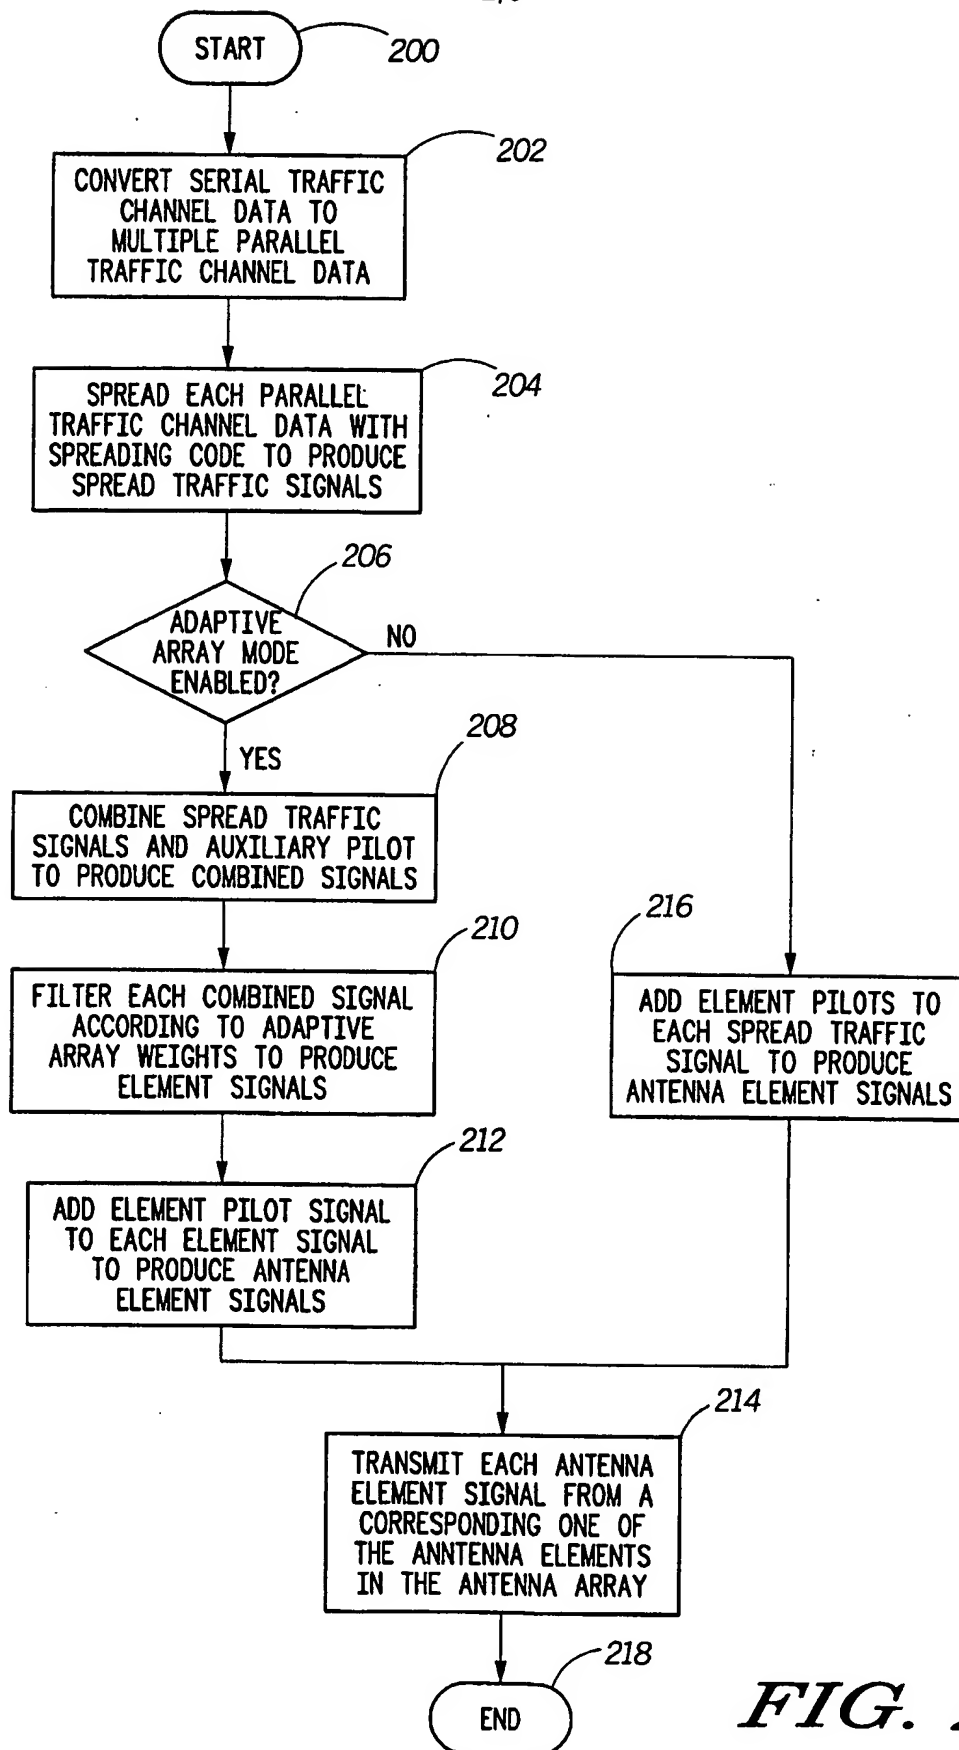 START
200
202
CONVERT SERIAL TRAFFIC
CHANNEL DATA TO
MULTIPLE PARALLEL
TRAFFIC CHANNEL DATA
204
SPREAD EACH PARALLEL
TRAFFIC CHANNEL DATA WITH
SPREADING CODE TO PRODUCE
SPREAD TRAFFIC SIGNALS
206
ADAPTIVE
ARRAY MODE
ENABLED?
NO
YES
208
COMBINE SPREAD TRAFFIC
SIGNALS AND AUXILIARY PILOT
TO PRODUCE COMBINED SIGNALS
210
FILTER EACH COMBINED SIGNAL
ACCORDING TO ADAPTIVE
ARRAY WEIGHTS TO PRODUCE
ELEMENT SIGNALS
216
ADD ELEMENT PILOTS TO
EACH SPREAD TRAFFIC
SIGNAL TO PRODUCE
ANTENNA ELEMENT SIGNALS
212
ADD ELEMENT PILOT SIGNAL
TO EACH ELEMENT SIGNAL
TO PRODUCE ANTENNA
ELEMENT SIGNALS
214
TRANSMIT EACH ANTENNA
ELEMENT SIGNAL FROM A
CORRESPONDING ONE OF
THE ANNTENNA ELEMENTS
IN THE ANTENNA ARRAY
218
END
FIG.